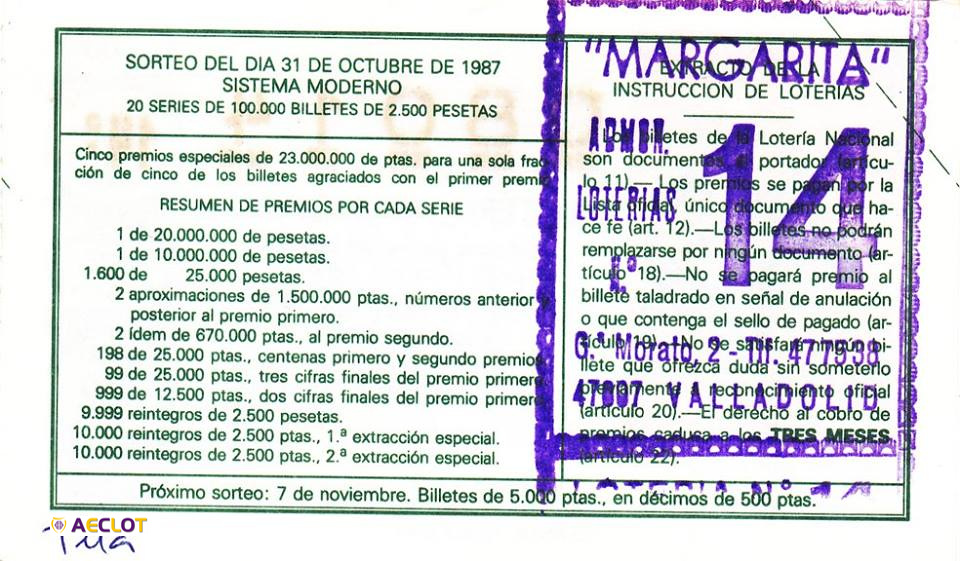 SORTEO DEL DIA 31 DE OCTUBRE DE 1987
SISTEMA MODERNO
20 SERIES DE 100.000 BILLETES DE 2.500 PESETAS
Cinco premios especiales de 23.000.000 de ptas. para una sola frac-
ción de cinco de los billetes agraciados con el primer premio
RESUMEN DE PREMIOS POR CADA SERIE
1 de 20.000.000 de pesetas.
1 de 10.000.000 de pesetas.
1.600 de 25.000 pesetas.
2 aproximaciones de 1.500.000 ptas., números anterior y
posterior al premio primero.
2 ídem de 670.000 ptas., al premio segundo.
198 de 25.000 ptas., centenas primero y segundo premios
99 de 25.000 ptas., tres cifras finales del premio primero
999 de 12.500 ptas., dos cifras finales del premio primero
9.999 reintegros de 2.500 pesetas.
10.000 reintegros de 2.500 ptas., 1.ª extracción especial.
10.000 reintegros de 2.500 ptas., 2.ª extracción especial.
EXTRACTO DE LA
INSTRUCCION DE LOTERIAS
Los billetes de la Lotería Nacional
son documentos al portador (artícu-
lo 11).— Los premios se pagan por la
Lista oficial, único documento que ha-
ce fe (art. 12).—Los billetes no podrán
remplazarse por ningún documento (ar-
tículo 18).—No se pagará premio al
billete taladrado en señal de anulación
o que contenga el sello de pagado (ar-
tículo 19).—No se satisfará ningún bi-
llete que ofrezca duda sin someterlo
previamente a reconocimiento oficial
(artículo 20).—El derecho al cobro de
premios caduca a los TRES MESES
(artículo 22).
Próximo sorteo: 7 de noviembre. Billetes de 5.000 ptas., en décimos de 500 ptas.
"MARGARITA"
ADMON.
LOTERIAS
14
G.ª Morato, 2 - Tlf. 477538
47007 VALLADOLID
AECLOT